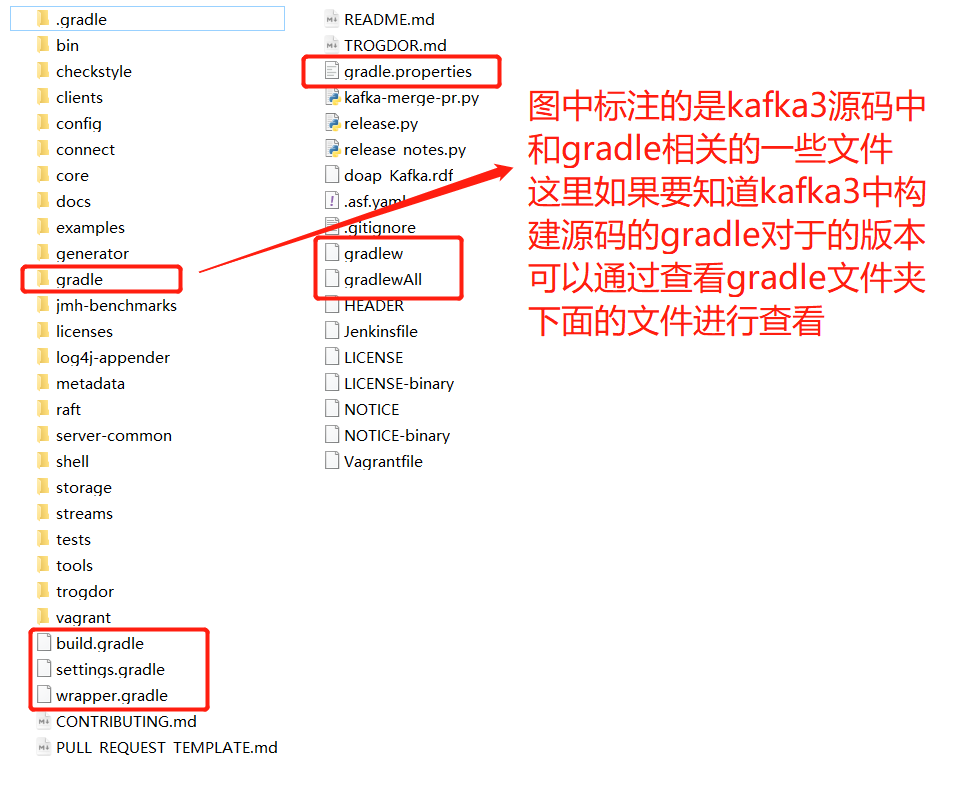 .gradle
bin
checkstyle
clients
config
connect
core
docs
examples
generator
gradle
jmh-benchmarks
licenses
log4j-appender
metadata
raft
server-common
shell
storage
streams
tests
tools
trogdor
vagrant
build.gradle
settings.gradle
wrapper.gradle
CONTRIBUTING.md
PULL_REQUEST_TEMPLATE.md
README.md
TROGDOR.md
gradle.properties
kafka-merge-pr.py
release.py
release_notes.py
doap_Kafka.rdf
.asf.yaml
.gitignore
gradlew
gradlewAll
HEADER
Jenkinsfile
LICENSE
LICENSE-binary
NOTICE
NOTICE-binary
Vagrantfile
图中标注的是kafka3源码中
和gradle相关的一些文件
这里如果要知道kafka3中构
建源码的gradle对于的版本
可以通过查看gradle文件夹
下面的文件进行查看